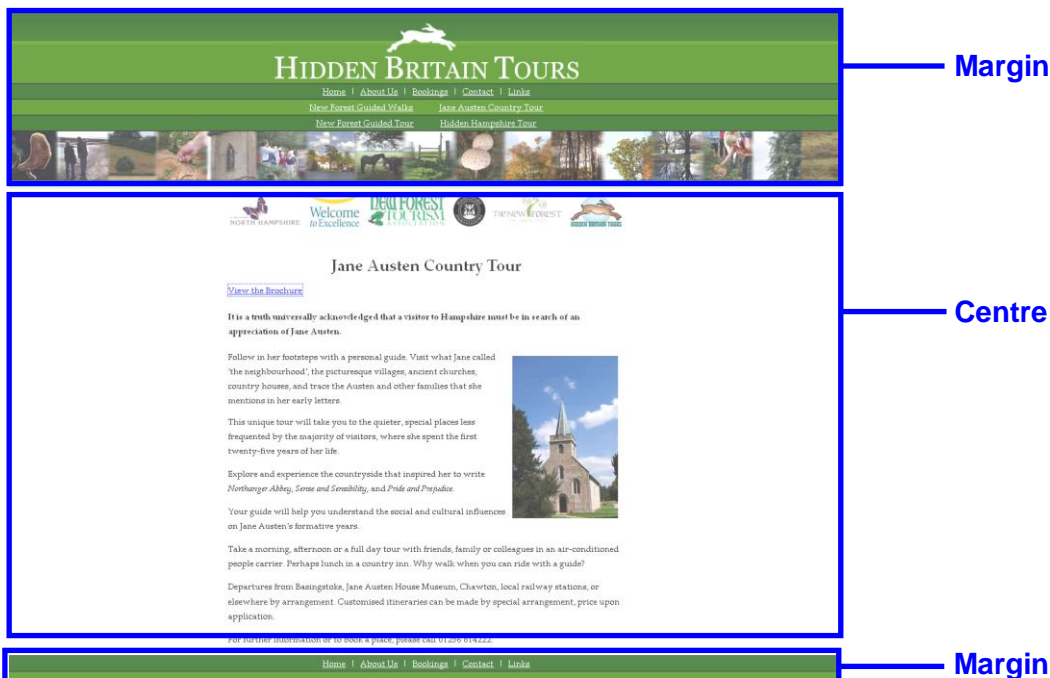 HIDDEN BRITAIN TOURS
Margin
Home | About Us | Bookings | Contact | Links
New Forest Guided Walks Jane Austen Country Tour
New Forest Guided Tour Hidden Hampshire Tour
NORTH HAMPSHIRE
Welcome to Excellence
NEW FOREST TOURISM ASSOCIATION
THE NEW FOREST
HIDDEN BRITAIN TOURS
Jane Austen Country Tour
View the Brochure
It is a truth universally acknowledged that a visitor to Hampshire must be in search of an
appreciation of Jane Austen.
Centre
Follow in her footsteps with a personal guide. Visit what Jane called
'the neighbourhood', the picturesque villages, ancient churches,
country houses, and trace the Austen and other families that she
mentions in her early letters.
This unique tour will take you to the quieter, special places less
frequented by the majority of visitors, where she spent the first
twenty-five years of her life.
Explore and experience the countryside that inspired her to write
Northanger Abbey, Sense and Sensibility, and Pride and Prejudice.
Your guide will help you understand the social and cultural influences
on Jane Austen's formative years.
Take a morning, afternoon or a full day tour with friends, family or colleagues in an air-conditioned
people carrier. Perhaps lunch in a country inn. Why walk when you can ride with a guide?
Departures from Basingstoke, Jane Austen House Museum, Chawton, local railway stations, or
elsewhere by arrangement. Customised itineraries can be made by special arrangement, price upon
application.
For further information or to book a place, please call 01256 814222.
Home | About Us | Bookings | Contact | Links
Margin